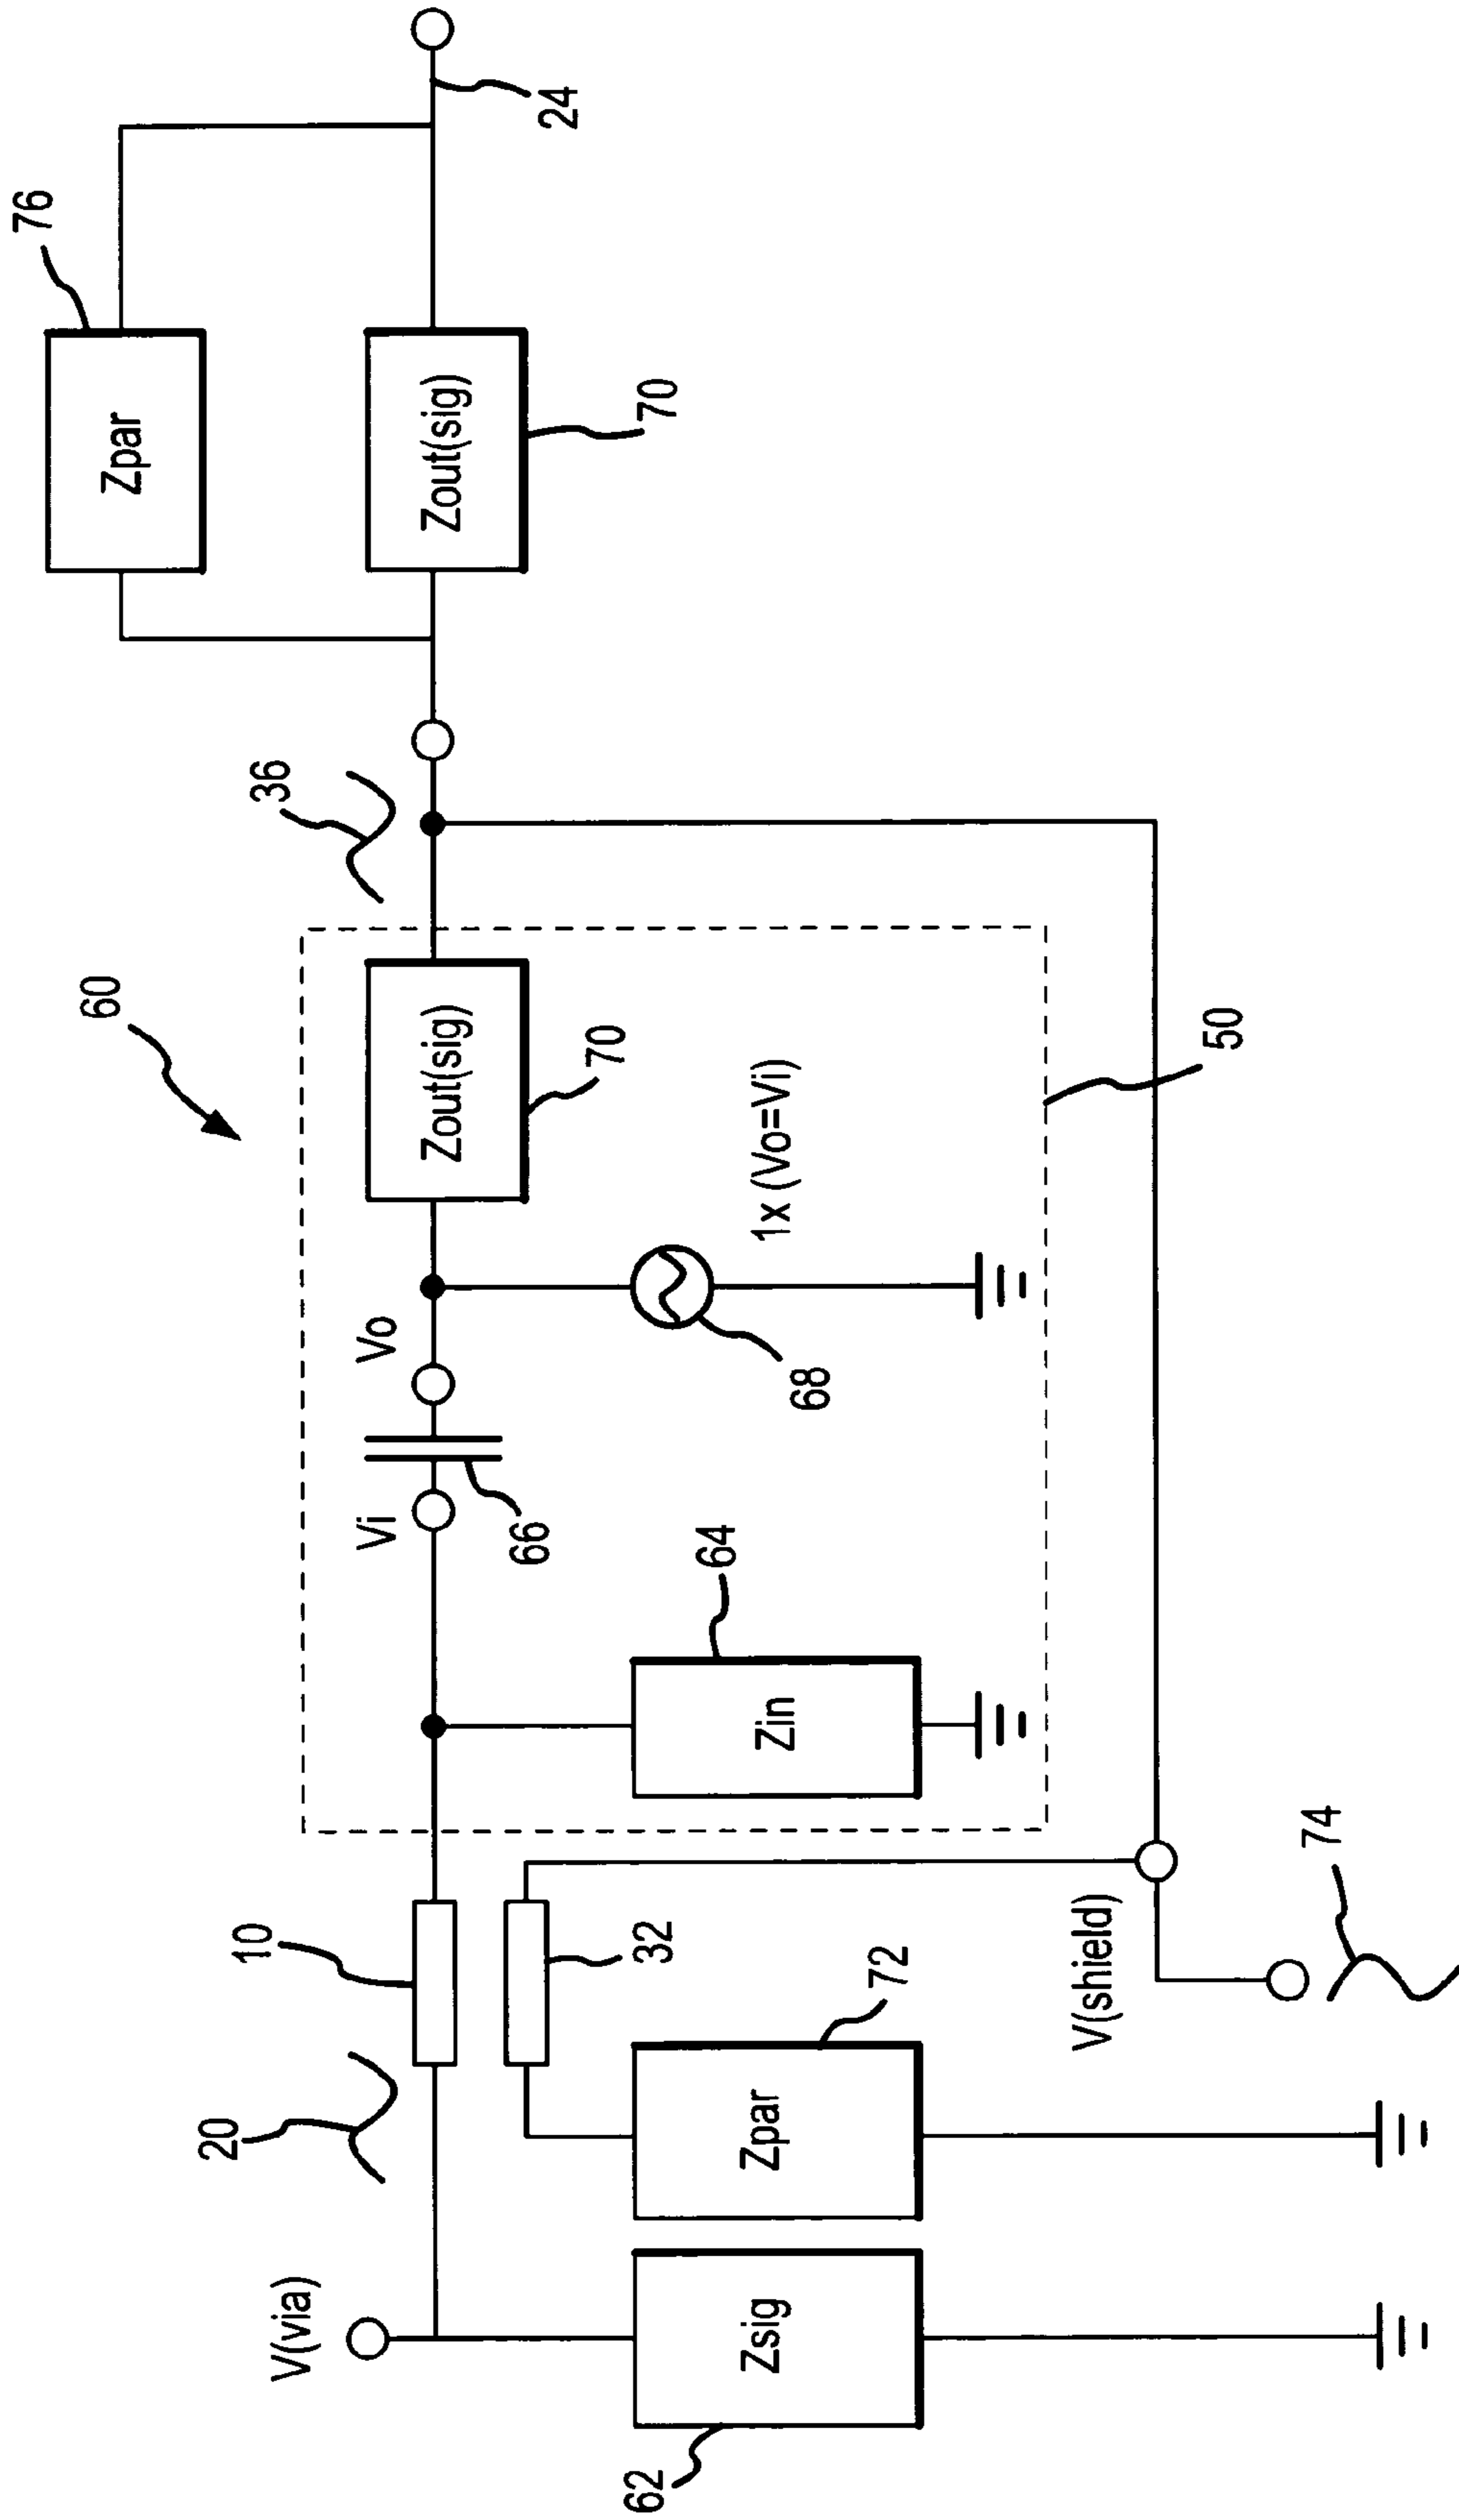 60
76
Zpar
36
24
Zout(sig)
70
Zout(sig)
70
V(via)
20
10
Vi
Vo
66
32
64
68
1x (Vo=Vi)
Zin
62
Zsig
Zpar
72
50
V(shield)
74